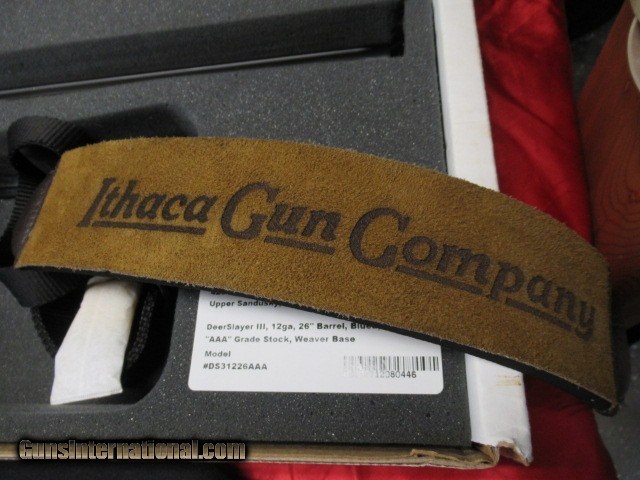 Ithaca Gun Company
Upper Sandusky
DeerSlayer III, 12ga, 26" Barrel, Blue
"AAA" Grade Stock, Weaver Base
Model
#DS31226AAA
080446
GunsInternational.com